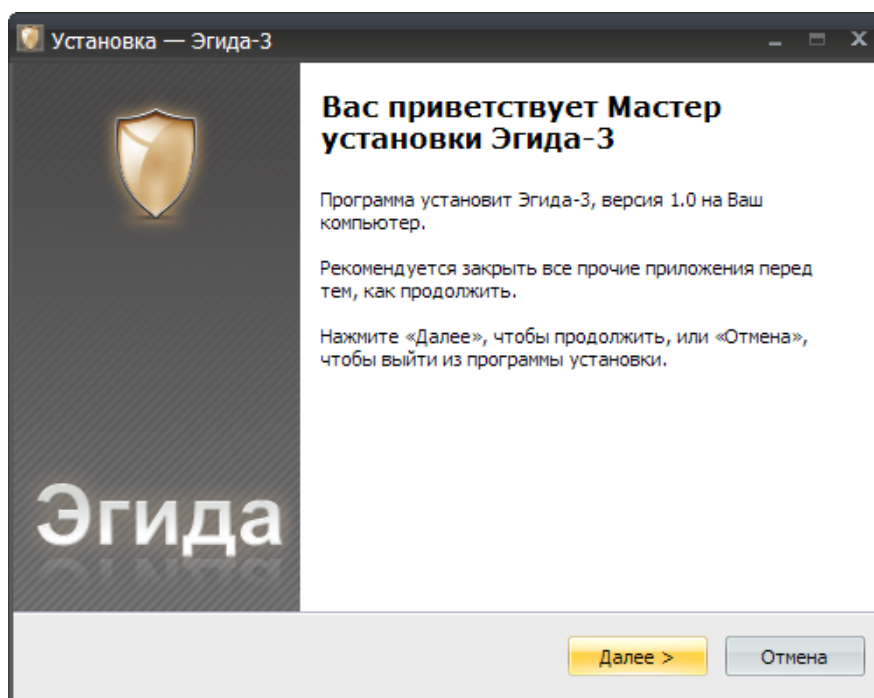 Установка — Эгида-3
Вас приветствует Мастер
установки Эгида-3
Программа установит Эгида-3, версия 1.0 на Ваш
компьютер.
Рекомендуется закрыть все прочие приложения перед
тем, как продолжить.
Нажмите «Далее», чтобы продолжить, или «Отмена»,
чтобы выйти из программы установки.
Эгида
Далее >
Отмена